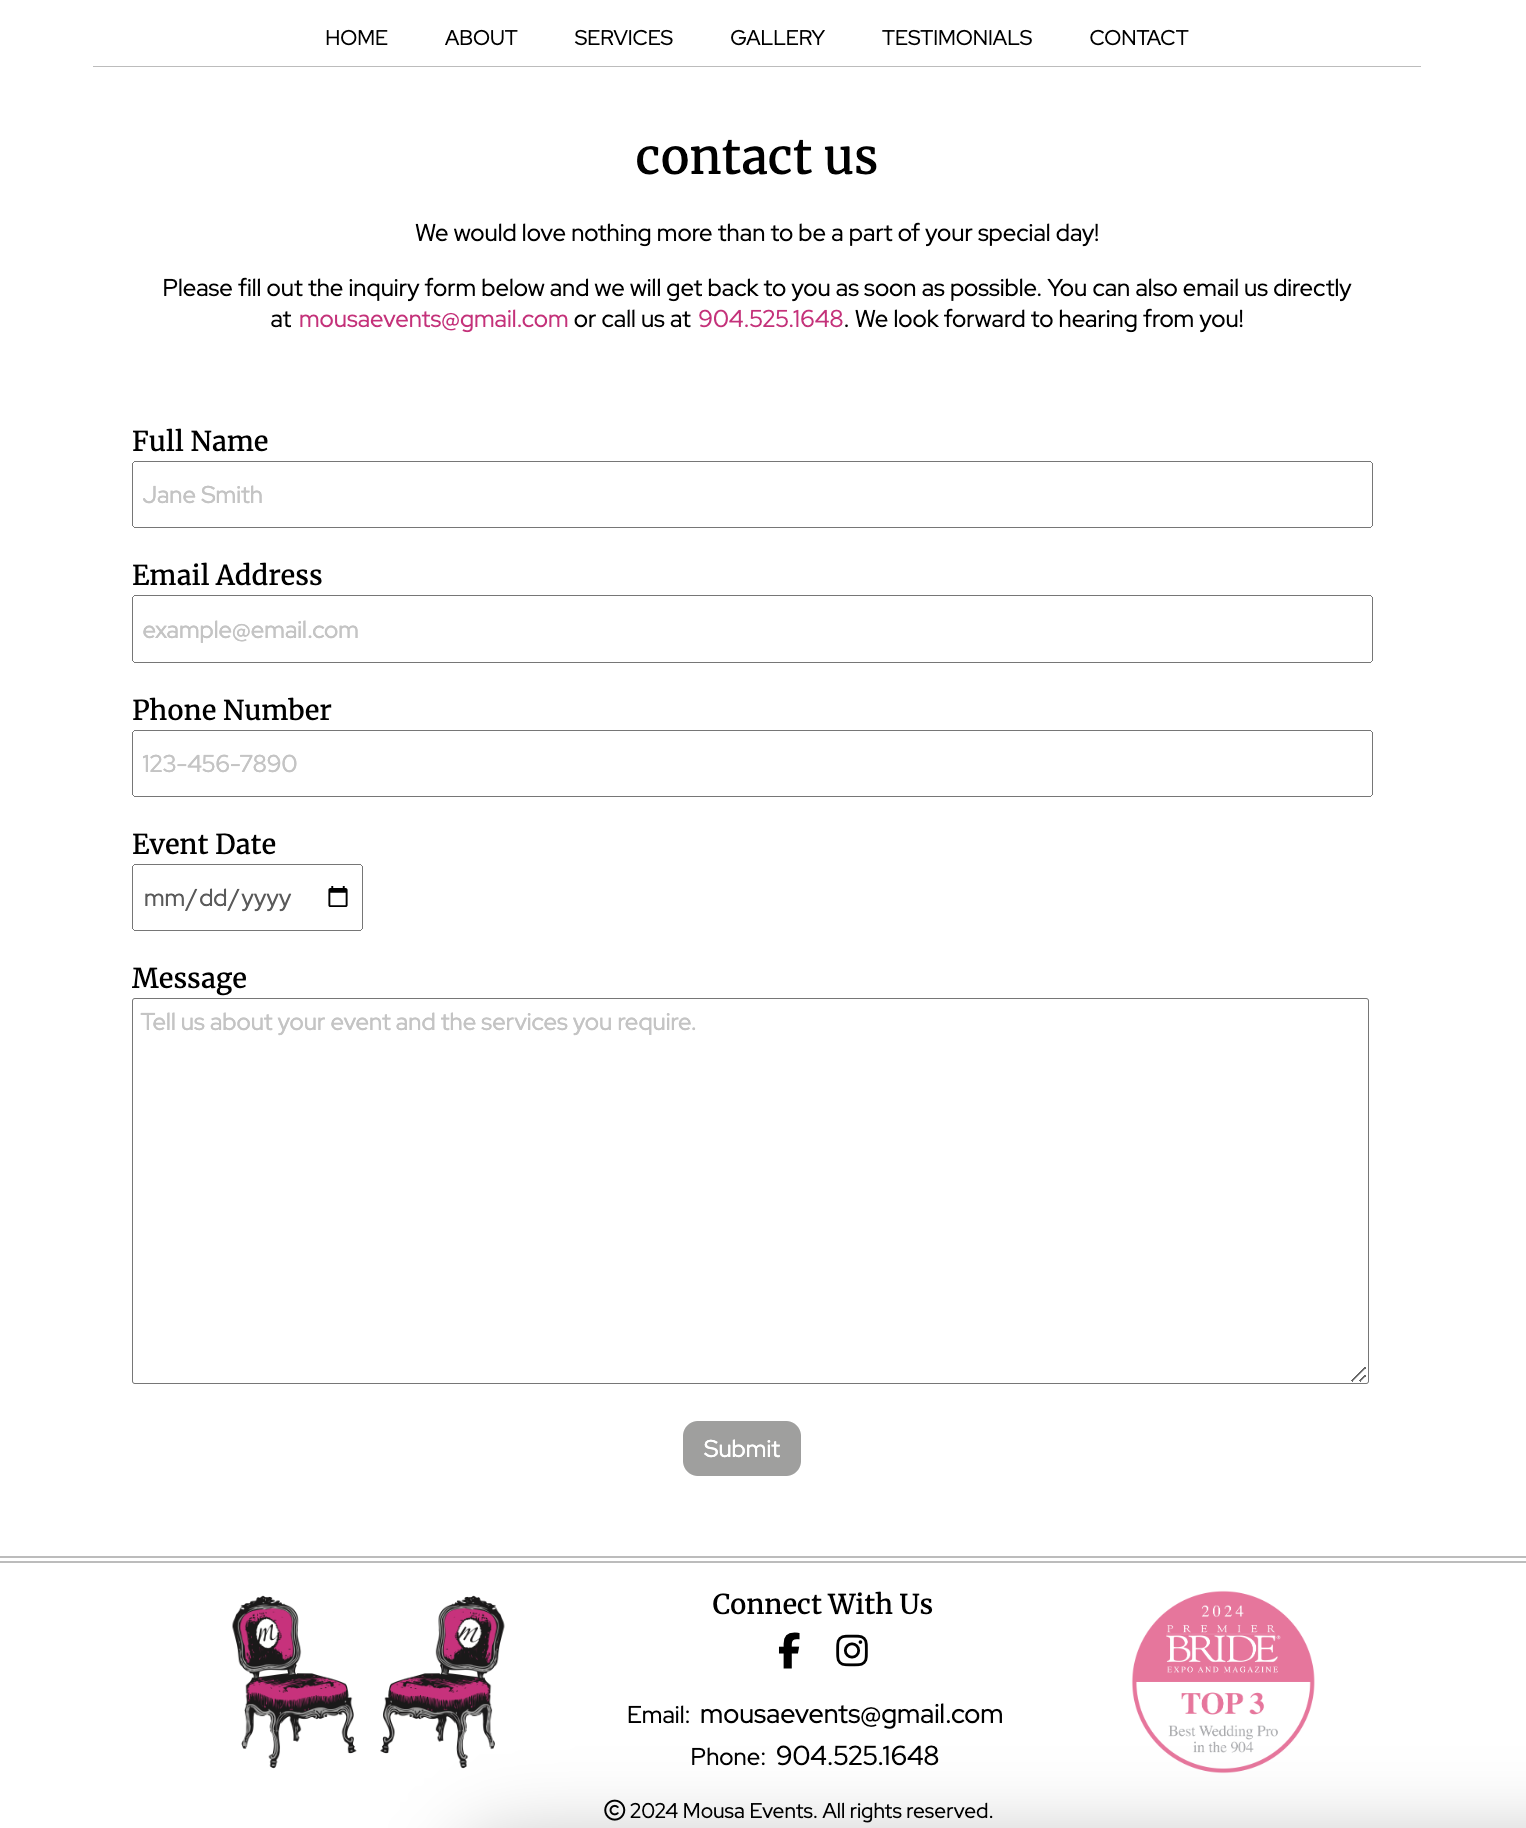 HOME ABOUT SERVICES GALLERY TESTIMONIALS CONTACT
contact us
We would love nothing more than to be a part of your special day!
Please fill out the inquiry form below and we will get back to you as soon as possible. You can also email us directly
at mousaevents@gmail.com or call us at 904.525.1648. We look forward to hearing from you!
Full Name
Jane Smith
Email Address
example@email.com
Phone Number
123-456-7890
Event Date
mm/dd/yyyy
Message
Tell us about your event and the services you require.
Submit
m m
Connect With Us
Email: mousaevents@gmail.com
Phone: 904.525.1648
© 2024 Mousa Events. All rights reserved.
2024
PREMIER
BRIDE
EXPO AND MAGAZINE
TOP 3
Best Wedding Pro
in the 904